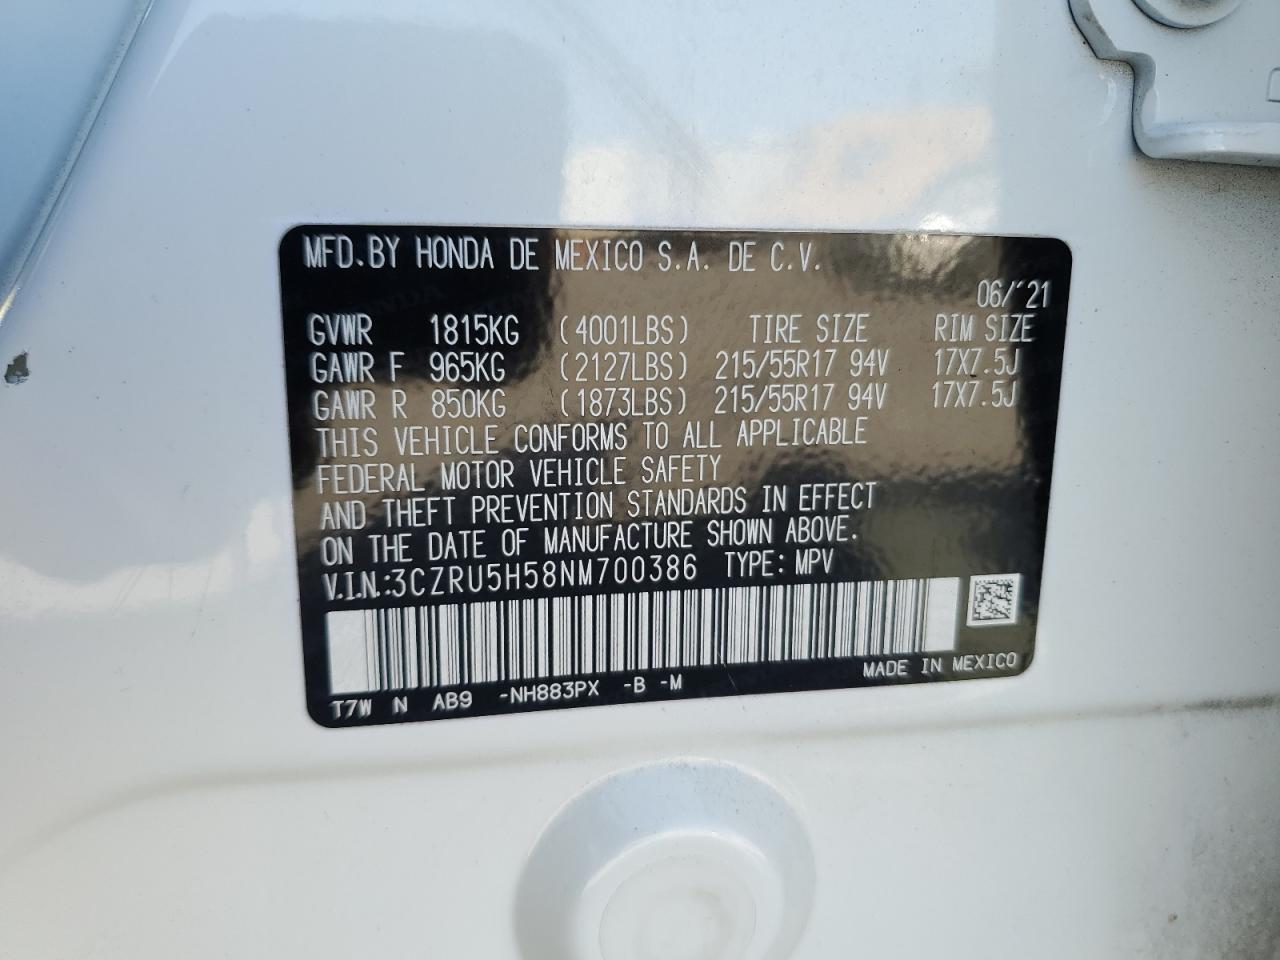 MFD.BY HONDA DE MEXICO S.A. DE C.V.
06/'21
GVWR 1815KG (4001LBS) TIRE SIZE RIM SIZE
GAWR F 965KG (2127LBS) 215/55R17 94V 17X7.5J
GAWR R 850KG (1873LBS) 215/55R17 94V 17X7.5J
THIS VEHICLE CONFORMS TO ALL APPLICABLE
FEDERAL MOTOR VEHICLE SAFETY
AND THEFT PREVENTION STANDARDS IN EFFECT
ON THE DATE OF MANUFACTURE SHOWN ABOVE.
V.I.N.:3CZRU5H58NM700386 TYPE: MPV
MADE IN MEXICO
T7W N AB9 -NH883PX -B -M